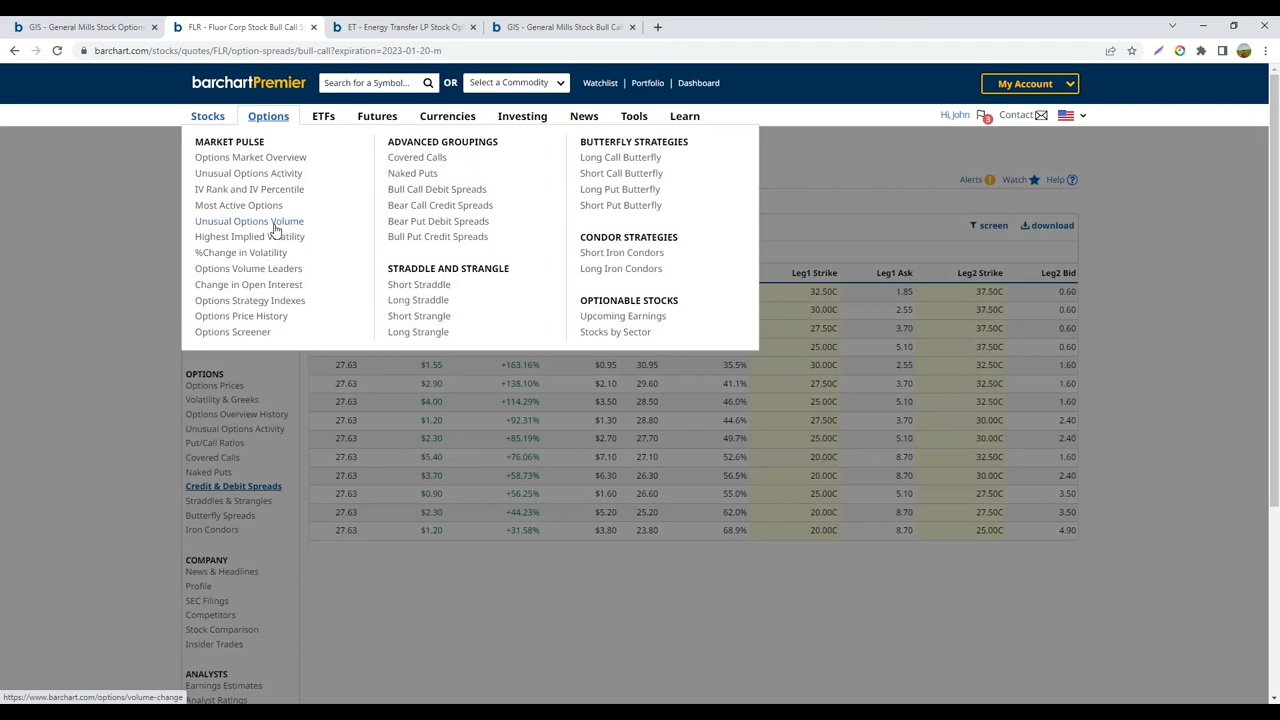 GIS - General Mills Stock Options
FLR - Fluor Corp Stock Bull Call S
ET - Energy Transfer LP Stock Op
GIS - General Mills Stock Bull Cal
barchart.com/stocks/quotes/FLR/option-spreads/bull-call?expiration=2023-01-20-m
barchartPremier
Search for a Symbol...
OR
Select a Commodity
Watchlist | Portfolio | Dashboard
My Account
Stocks Options ETFs Futures Currencies Investing News Tools Learn
Hi, John 3 Contact
MARKET PULSE
Options Market Overview
Unusual Options Activity
IV Rank and IV Percentile
Most Active Options
Unusual Options Volume
Highest Implied Volatility
%Change in Volatility
Options Volume Leaders
Change in Open Interest
Options Strategy Indexes
Options Price History
Options Screener
ADVANCED GROUPINGS
Covered Calls
Naked Puts
Bull Call Debit Spreads
Bear Call Credit Spreads
Bear Put Debit Spreads
Bull Put Credit Spreads
STRADDLE AND STRANGLE
Short Straddle
Long Straddle
Short Strangle
Long Strangle
BUTTERFLY STRATEGIES
Long Call Butterfly
Short Call Butterfly
Long Put Butterfly
Short Put Butterfly
CONDOR STRATEGIES
Short Iron Condors
Long Iron Condors
OPTIONABLE STOCKS
Upcoming Earnings
Stocks by Sector
Alerts ! Watch Help ?
screen download
Leg1 Strike Leg1 Ask Leg2 Strike Leg2 Bid
32.50C 1.85 37.50C 0.60
30.00C 2.55 37.50C 0.60
27.50C 3.70 37.50C 0.60
25.00C 5.10 37.50C 0.60
27.63 $1.55 +163.16% $0.95 30.95 35.5% 30.00C 2.55 32.50C 1.60
27.63 $2.90 +138.10% $2.10 29.60 41.1% 27.50C 3.70 32.50C 1.60
27.63 $4.00 +114.29% $3.50 28.50 46.0% 25.00C 5.10 32.50C 1.60
27.63 $1.20 +92.31% $1.30 28.80 44.6% 27.50C 3.70 30.00C 2.40
27.63 $2.30 +85.19% $2.70 27.70 49.7% 25.00C 5.10 30.00C 2.40
27.63 $5.40 +76.06% $7.10 27.10 52.6% 20.00C 8.70 32.50C 1.60
27.63 $3.70 +58.73% $6.30 26.30 56.5% 20.00C 8.70 30.00C 2.40
27.63 $0.90 +56.25% $1.60 26.60 55.0% 25.00C 5.10 27.50C 3.50
27.63 $2.30 +44.23% $5.20 25.20 62.0% 20.00C 8.70 27.50C 3.50
27.63 $1.20 +31.58% $3.80 23.80 68.9% 20.00C 8.70 25.00C 4.90
OPTIONS
Options Prices
Volatility & Greeks
Options Overview History
Unusual Options Activity
Put/Call Ratios
Covered Calls
Naked Puts
Credit & Debit Spreads
Straddles & Strangles
Butterfly Spreads
Iron Condors
COMPANY
News & Headlines
Profile
SEC Filings
Competitors
Stock Comparison
Insider Trades
ANALYSTS
Earnings Estimates
Analyst Ratings
https://www.barchart.com/options/volume-change